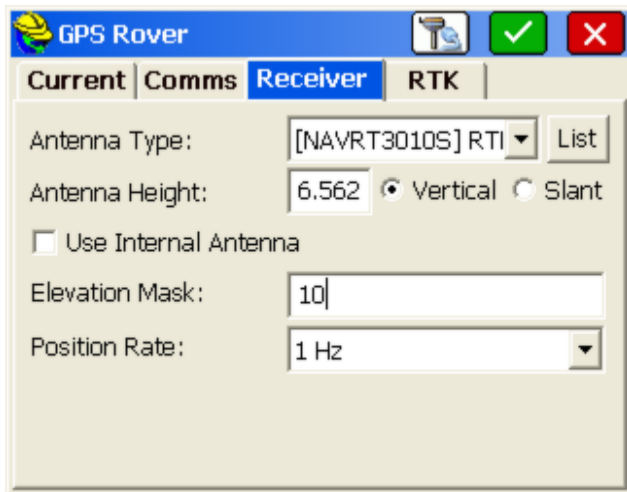 GPS Rover
Current Comms Receiver RTK
Antenna Type: [NAVRT3010S] RTI List
Antenna Height: 6.562 Vertical Slant
Use Internal Antenna
Elevation Mask: 10
Position Rate: 1 Hz